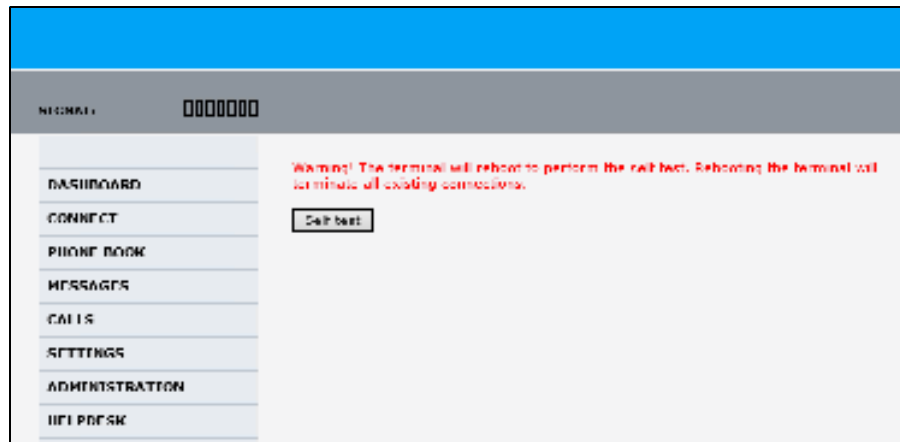 SIGNAL:
DASHBOARD
CONNECT
PHONE BOOK
MESSAGES
CALLS
SETTINGS
ADMINISTRATION
HELPDESK
Warning! The terminal will reboot to perform the self test. Rebooting the terminal will
terminate all existing connections.
Self test